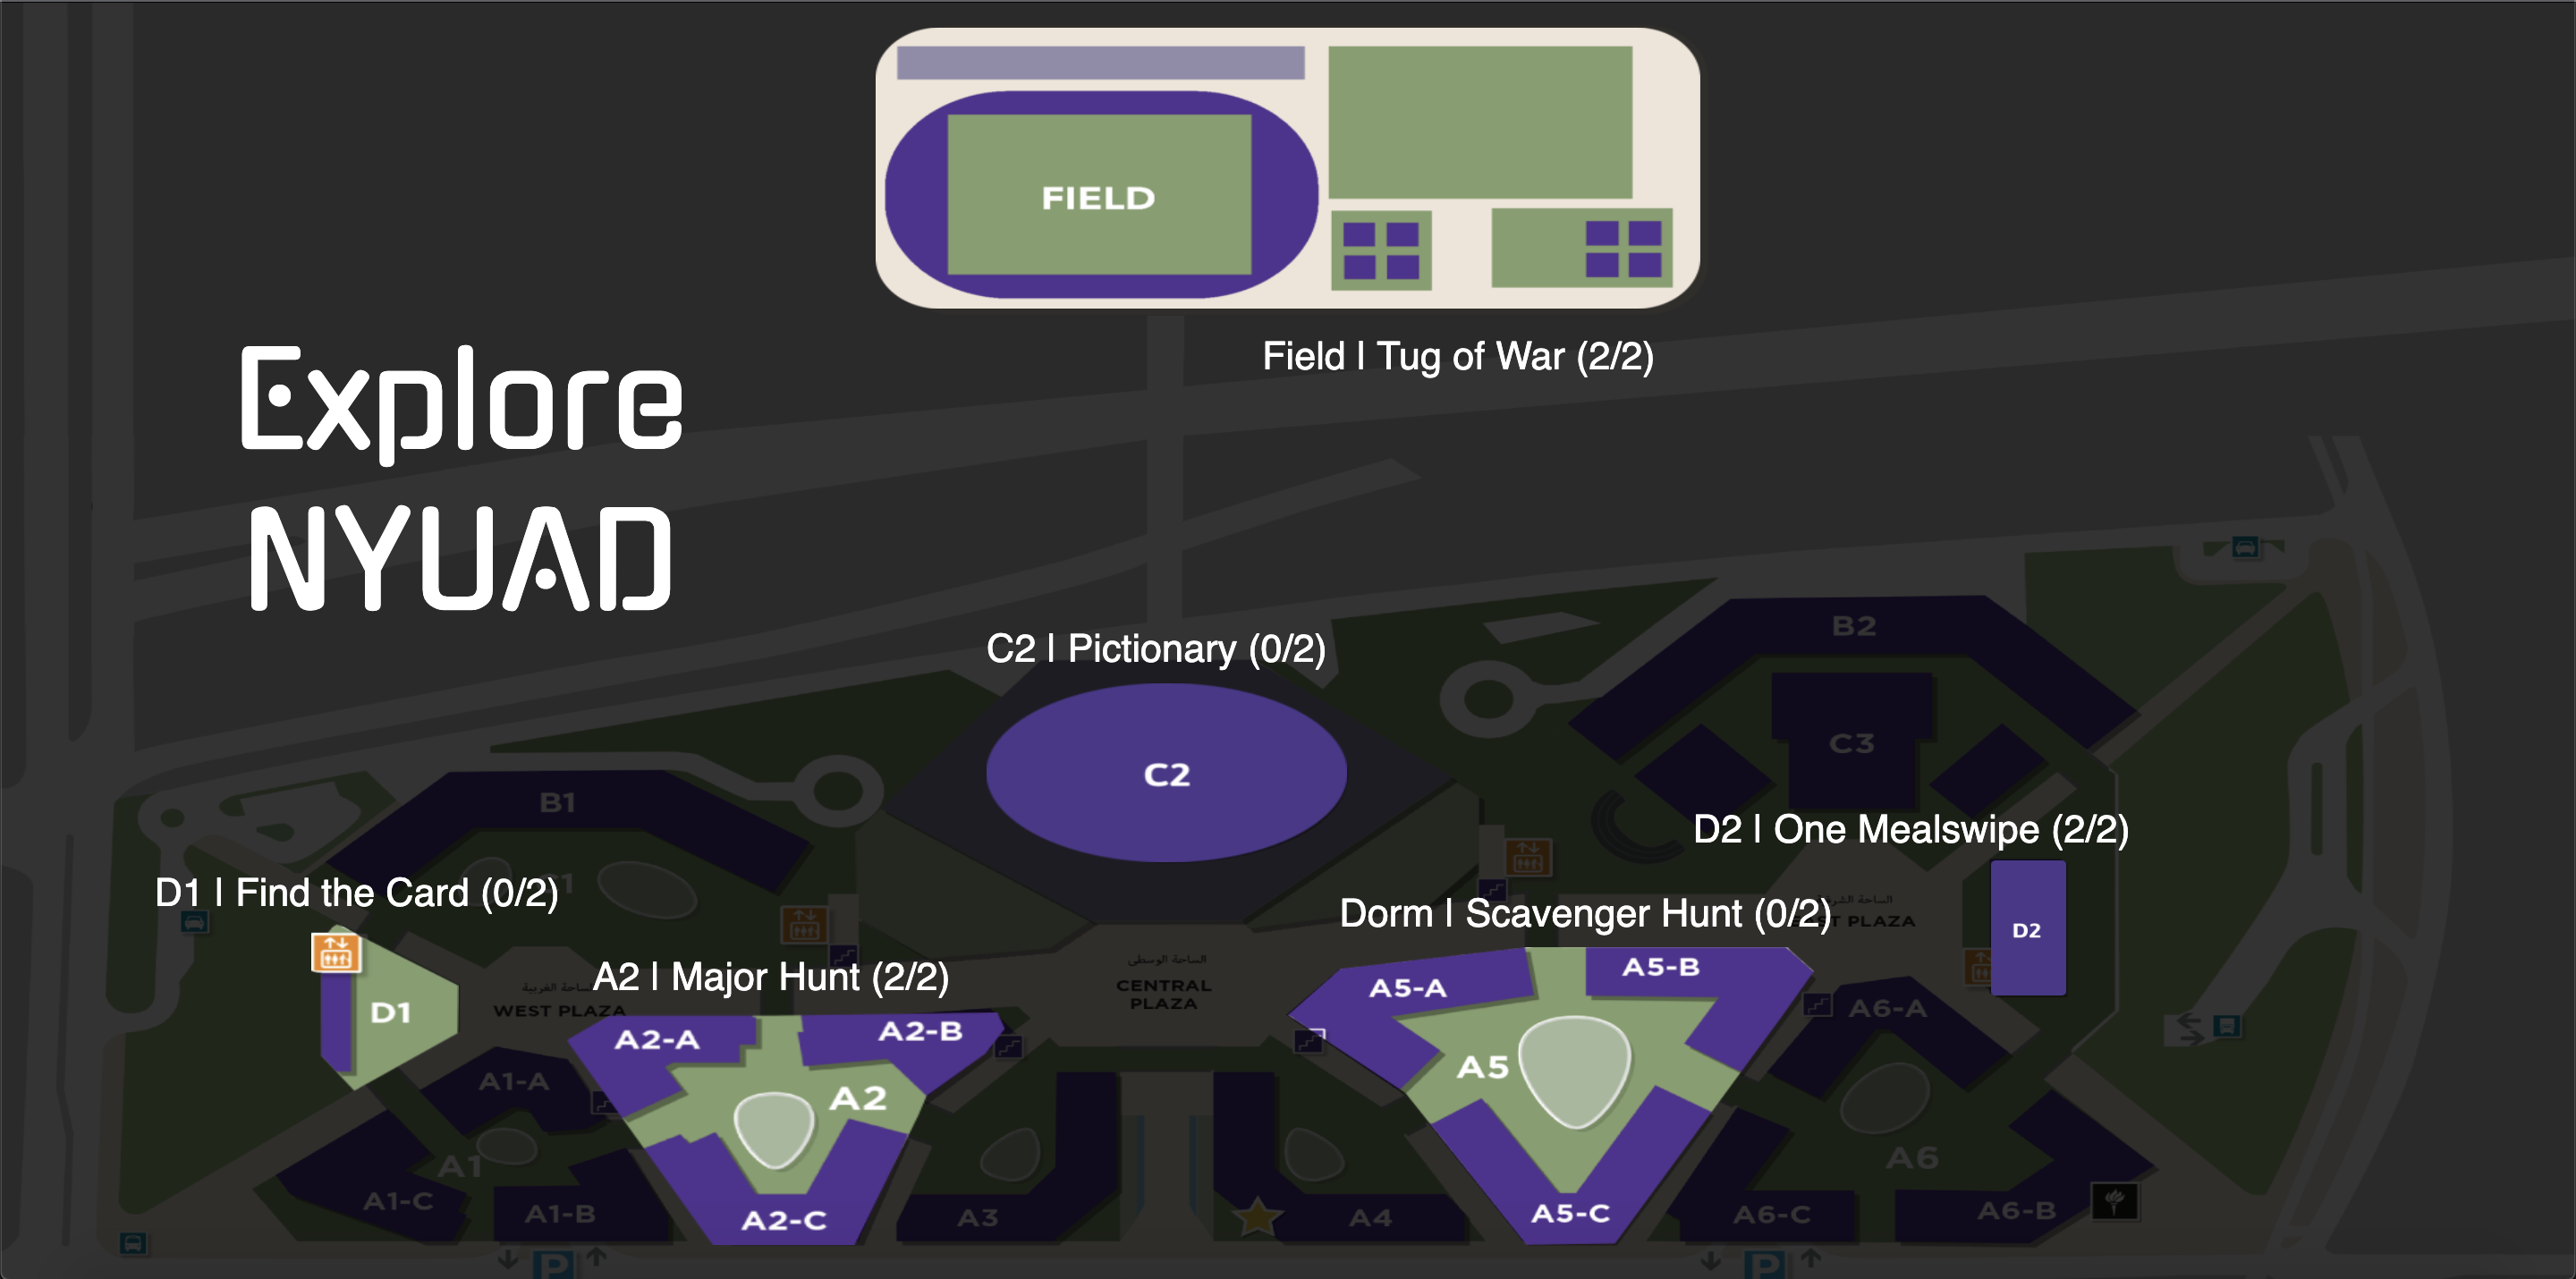 FIELD
Field | Tug of War (2/2)
Explore
NYUAD
B2
C2 | Pictionary (0/2)
C3
C2
B1
D2 | One Mealswipe (2/2)
C1
D1 | Find the Card (0/2)
Dorm | Scavenger Hunt (0/2)
EAST PLAZA
D2
الساحة الوسطى
CENTRAL
PLAZA
A2 | Major Hunt (2/2)
الساحة الغربية
WEST PLAZA
D1
A5-A
A5-B
A6-A
A2-A
A2-B
A5
A1-A
A2
A1
A6
A1-C
A1-B
A2-C
A3
A4
A5-C
A6-C
A6-B
P
P